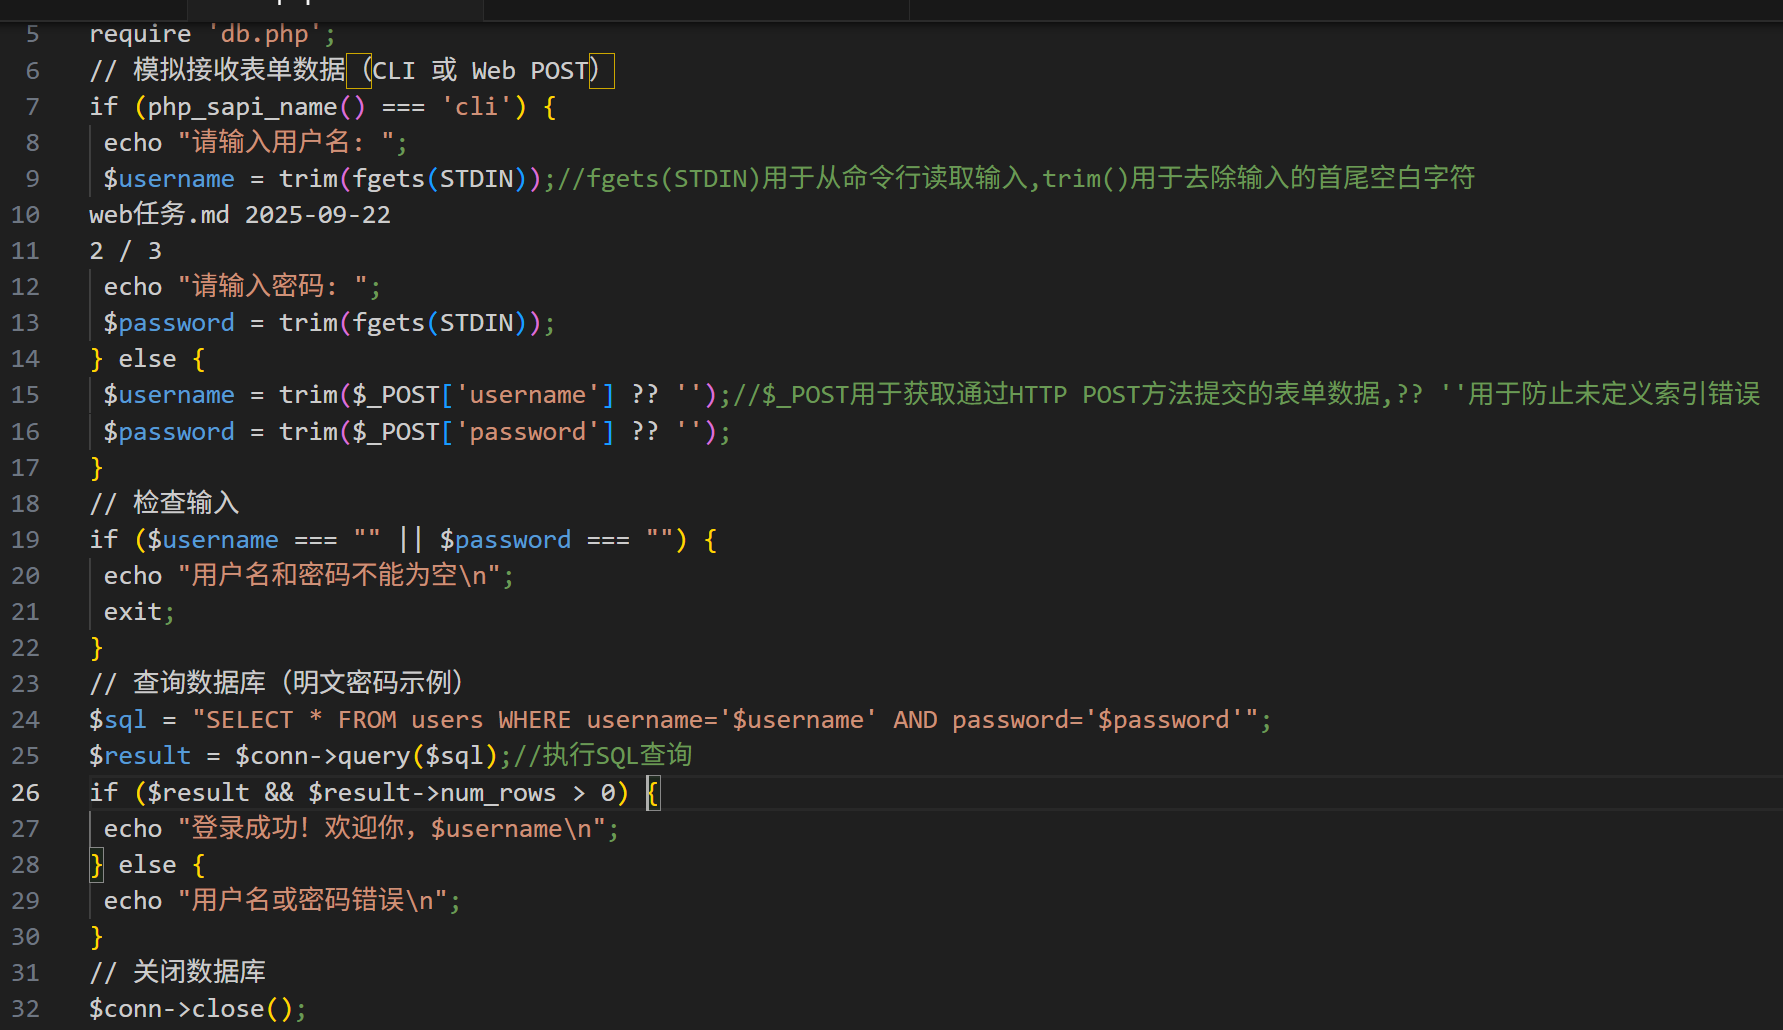 5 require 'db.php';
6 // 模拟接收表单数据（CLI 或 Web POST）
7 if (php_sapi_name() === 'cli') {
8 echo "请输入用户名: ";
9 $username = trim(fgets(STDIN));//fgets(STDIN)用于从命令行读取输入,trim()用于去除输入的首尾空白字符
10 web任务.md 2025-09-22
11 2 / 3
12 echo "请输入密码: ";
13 $password = trim(fgets(STDIN));
14 } else {
15 $username = trim($_POST['username'] ?? '');//$_POST用于获取通过HTTP POST方法提交的表单数据,?? ''用于防止未定义索引错误
16 $password = trim($_POST['password'] ?? '');
17 }
18 // 检查输入
19 if ($username === "" || $password === "") {
20 echo "用户名和密码不能为空\n";
21 exit;
22 }
23 // 查询数据库（明文密码示例）
24 $sql = "SELECT * FROM users WHERE username='$username' AND password='$password'";
25 $result = $conn->query($sql);//执行SQL查询
26 if ($result && $result->num_rows > 0) {
27 echo "登录成功！欢迎你，$username\n";
28 } else {
29 echo "用户名或密码错误\n";
30 }
31 // 关闭数据库
32 $conn->close();